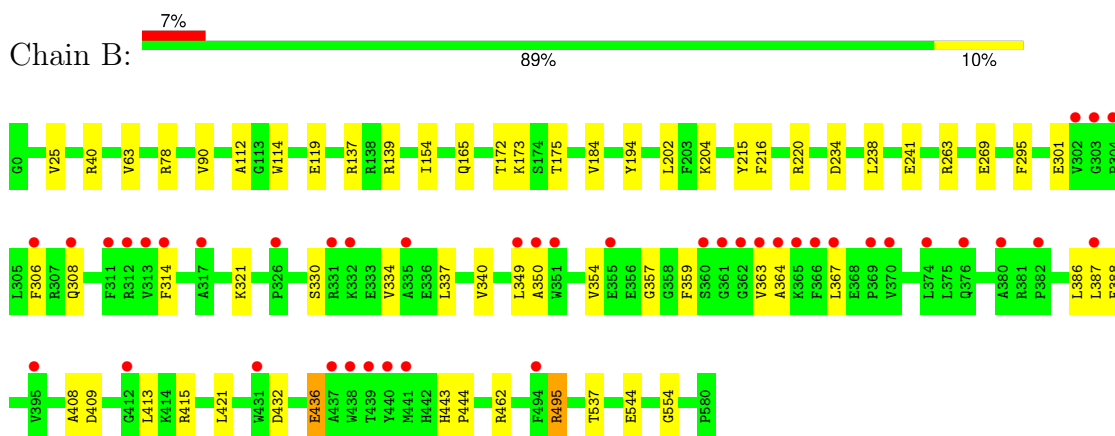 7%
Chain B:
89% 10%
G0 V25 R40 V63 R78 V90 A112 G113 W114 E119 R137 R138 R139 I154 Q165 T172 K173 S174 T175 V184 Y194 L202 F203 K204 Y215 F216 R220 D234 L238 E241 R263 E269 F295 E301 V302 G303
L305 F306 R307 Q308 F311 R312 V313 F314 A317 K321 P326 S330 R331 K332 E333 V334 A335 E336 L337 V340 L349 A350 W351 V354 E355 E356 G357 G358 F359 S360 G361 G362 V363 A364 K365 F366 L367 E368 P369 V370 L374 L375 Q376 A380 R381 P382 L386 L387
V395 A408 D409 G412 L413 K414 R415 L421 W431 D432 E436 A437 W438 T439 Y440 M441 H442 H443 P444 R462 F494 R495 T537 E544 G554 P580